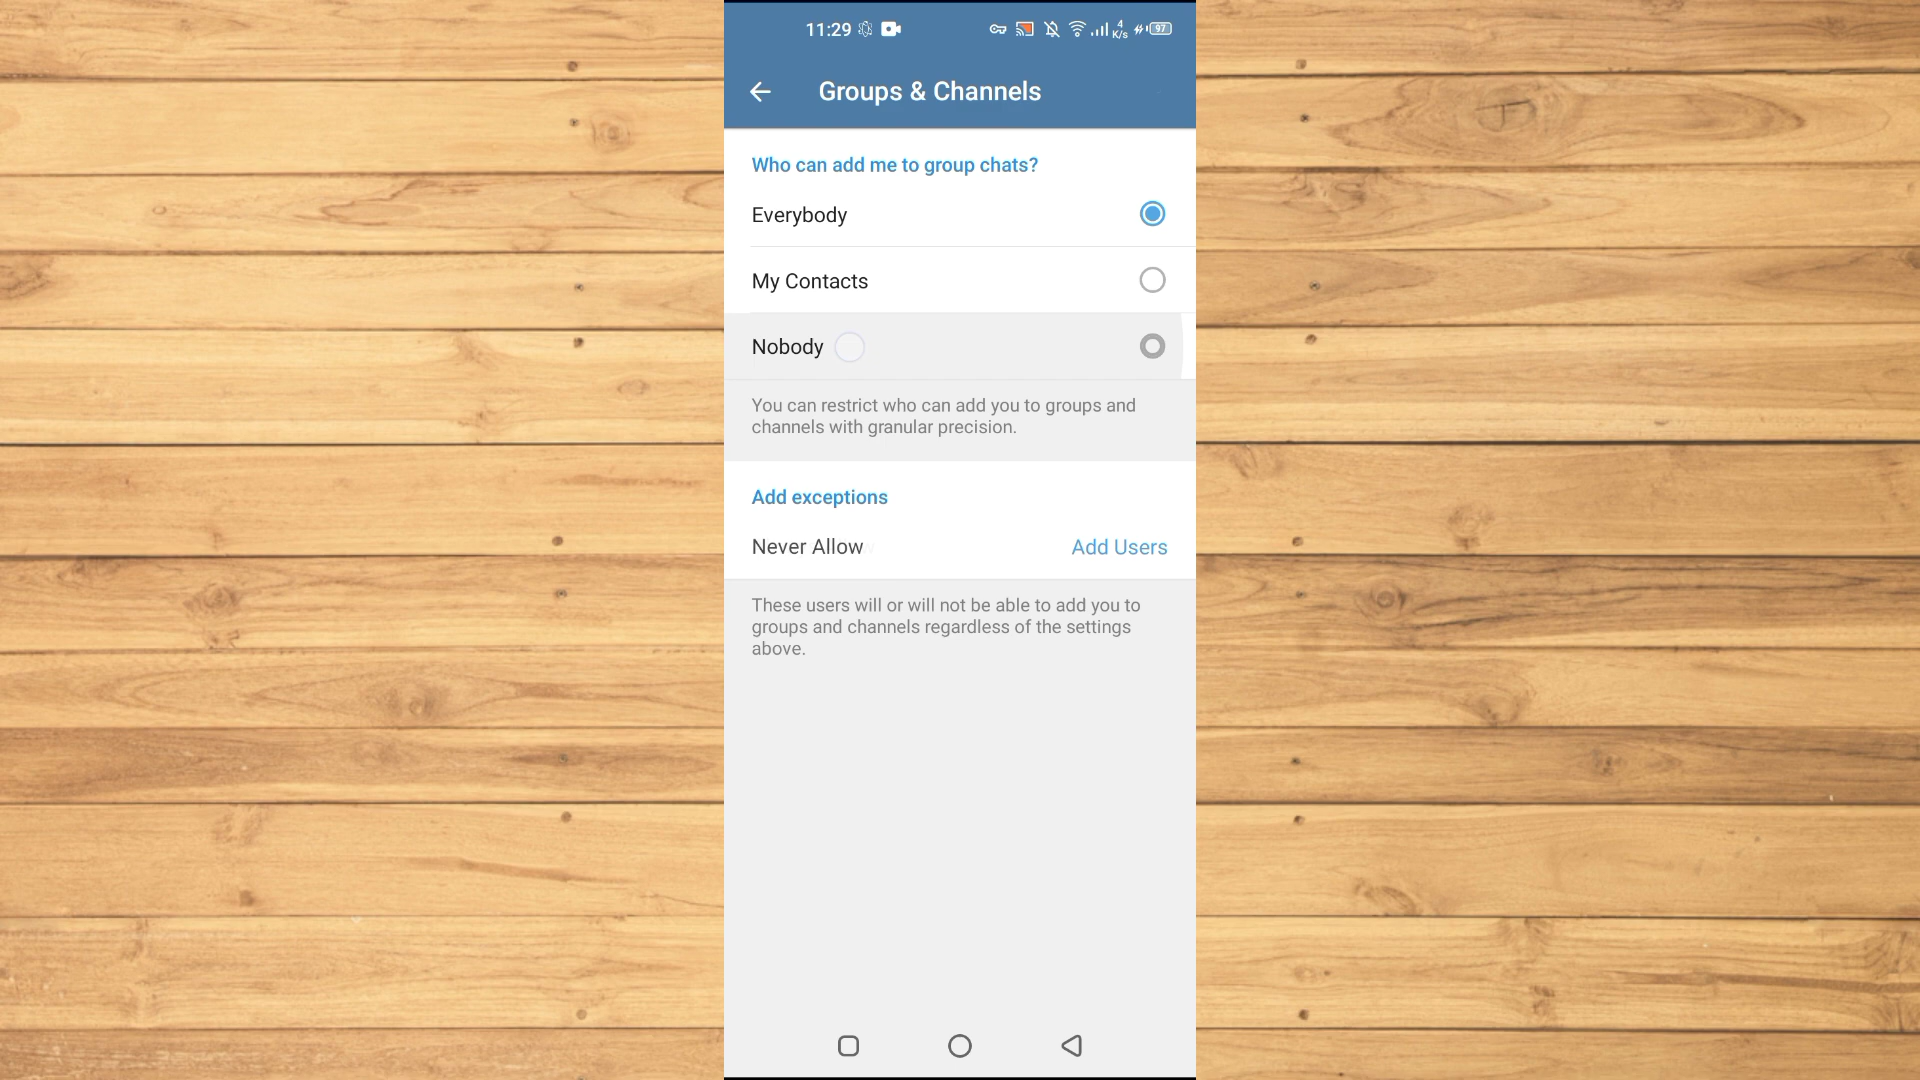 11:29
4
K/s
97
Groups & Channels
Who can add me to group chats?
Everybody
My Contacts
Nobody
You can restrict who can add you to groups and
channels with granular precision.
Add exceptions
Never Allow
Add Users
These users will or will not be able to add you to
groups and channels regardless of the settings
above.